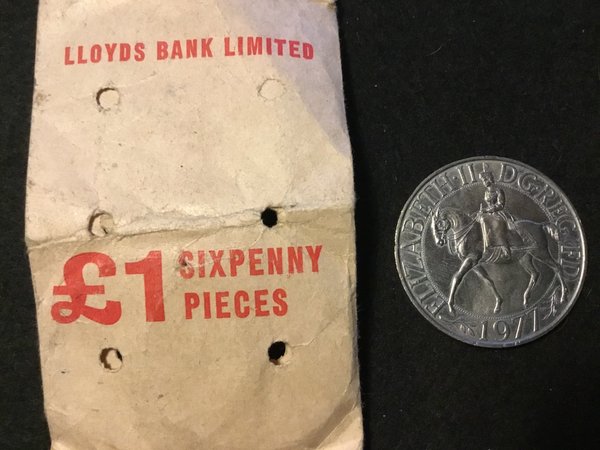 LLOYDS BANK LIMITED
£1 SIXPENNY
PIECES
ELIZABETH·II D·G·REG·F·D
1977